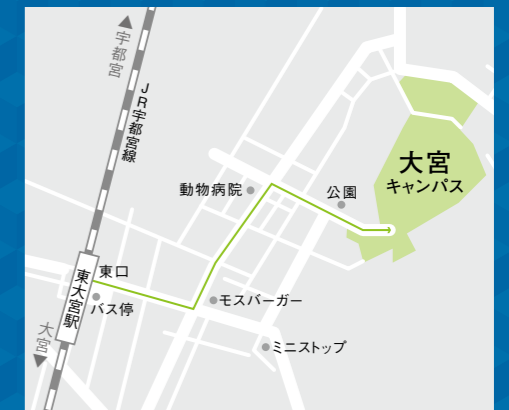 宇都宮
JR宇都宮線
大宮
キャンパス
動物病院
公園
東口
東大宮駅
バス停
モスバーガー
大宮
ミニストップ